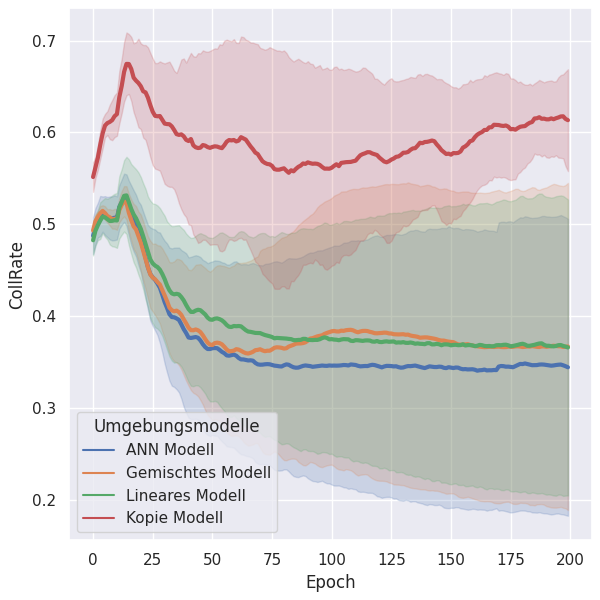 0.7
0.6
0.5
0.4
0.3
0.2
CollRate
Umgebungsmodelle
ANN Modell
Gemischtes Modell
Lineares Modell
Kopie Modell
0 25 50 75 100 125 150 175 200
Epoch